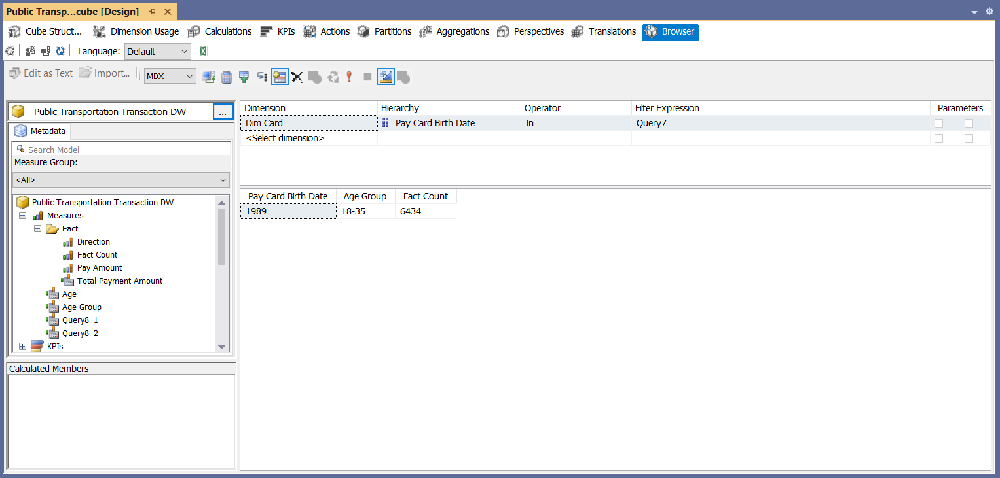 Public Transp...cube [Design]
Cube Struct... Dimension Usage Calculations KPIs Actions Partitions Aggregations Perspectives Translations Browser
Language: Default
Edit as Text Import... MDX
Public Transportation Transaction DW ...
Metadata
Search Model
Measure Group:
<All>
Public Transportation Transaction DW
Measures
Fact
Direction
Fact Count
Pay Amount
Total Payment Amount
Age
Age Group
Query8_1
Query8_2
KPIs
Calculated Members
Dimension Hierarchy Operator Filter Expression Parameters
Dim Card Pay Card Birth Date In Query7
<Select dimension>
Pay Card Birth Date Age Group Fact Count
1989 18-35 6434